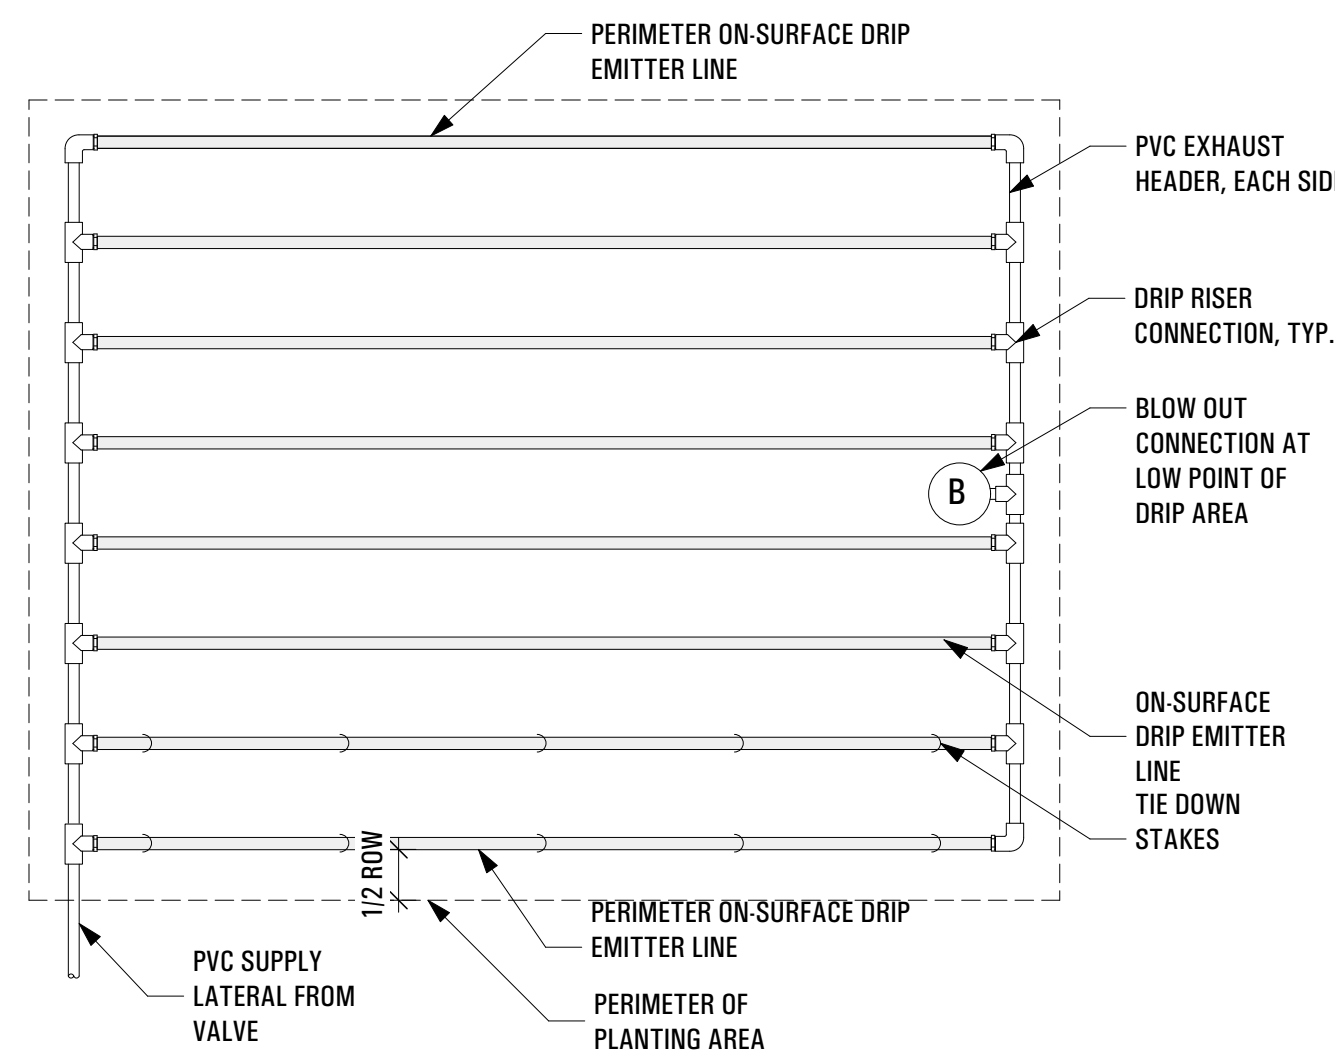 PERIMETER ON-SURFACE DRIP
EMITTER LINE
PVC EXHAUST
HEADER, EACH
DRIP RISER
CONNECTION, TYP.
BLOW OUT
CONNECTION AT
LOW POINT OF
DRIP AREA
B
ON-SURFACE
DRIP EMITTER
LINE
TIE DOWN
STAKES
1/2 ROW
PERIMETER ON-SURFACE DRIP
EMITTER LINE
PVC SUPPLY
LATERAL FROM
VALVE
PERIMETER OF
PLANTING AREA